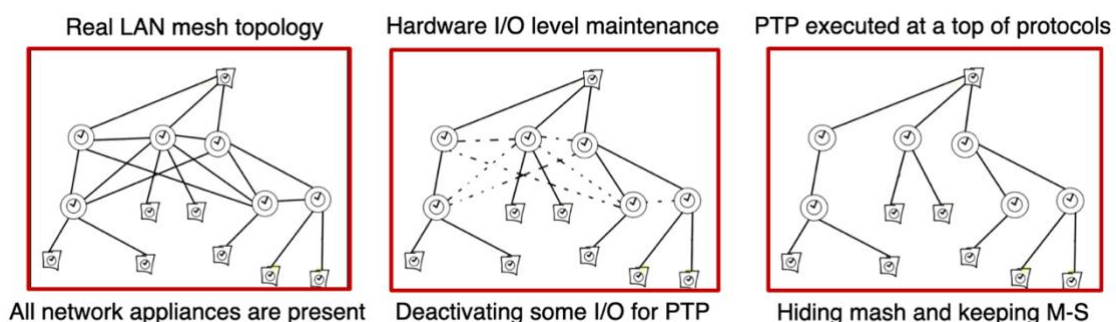 Real LAN mesh topology
Hardware I/O level maintenance
PTP executed at a top of protocols
All network appliances are present
Deactivating some I/O for PTP
Hiding mash and keeping M-S